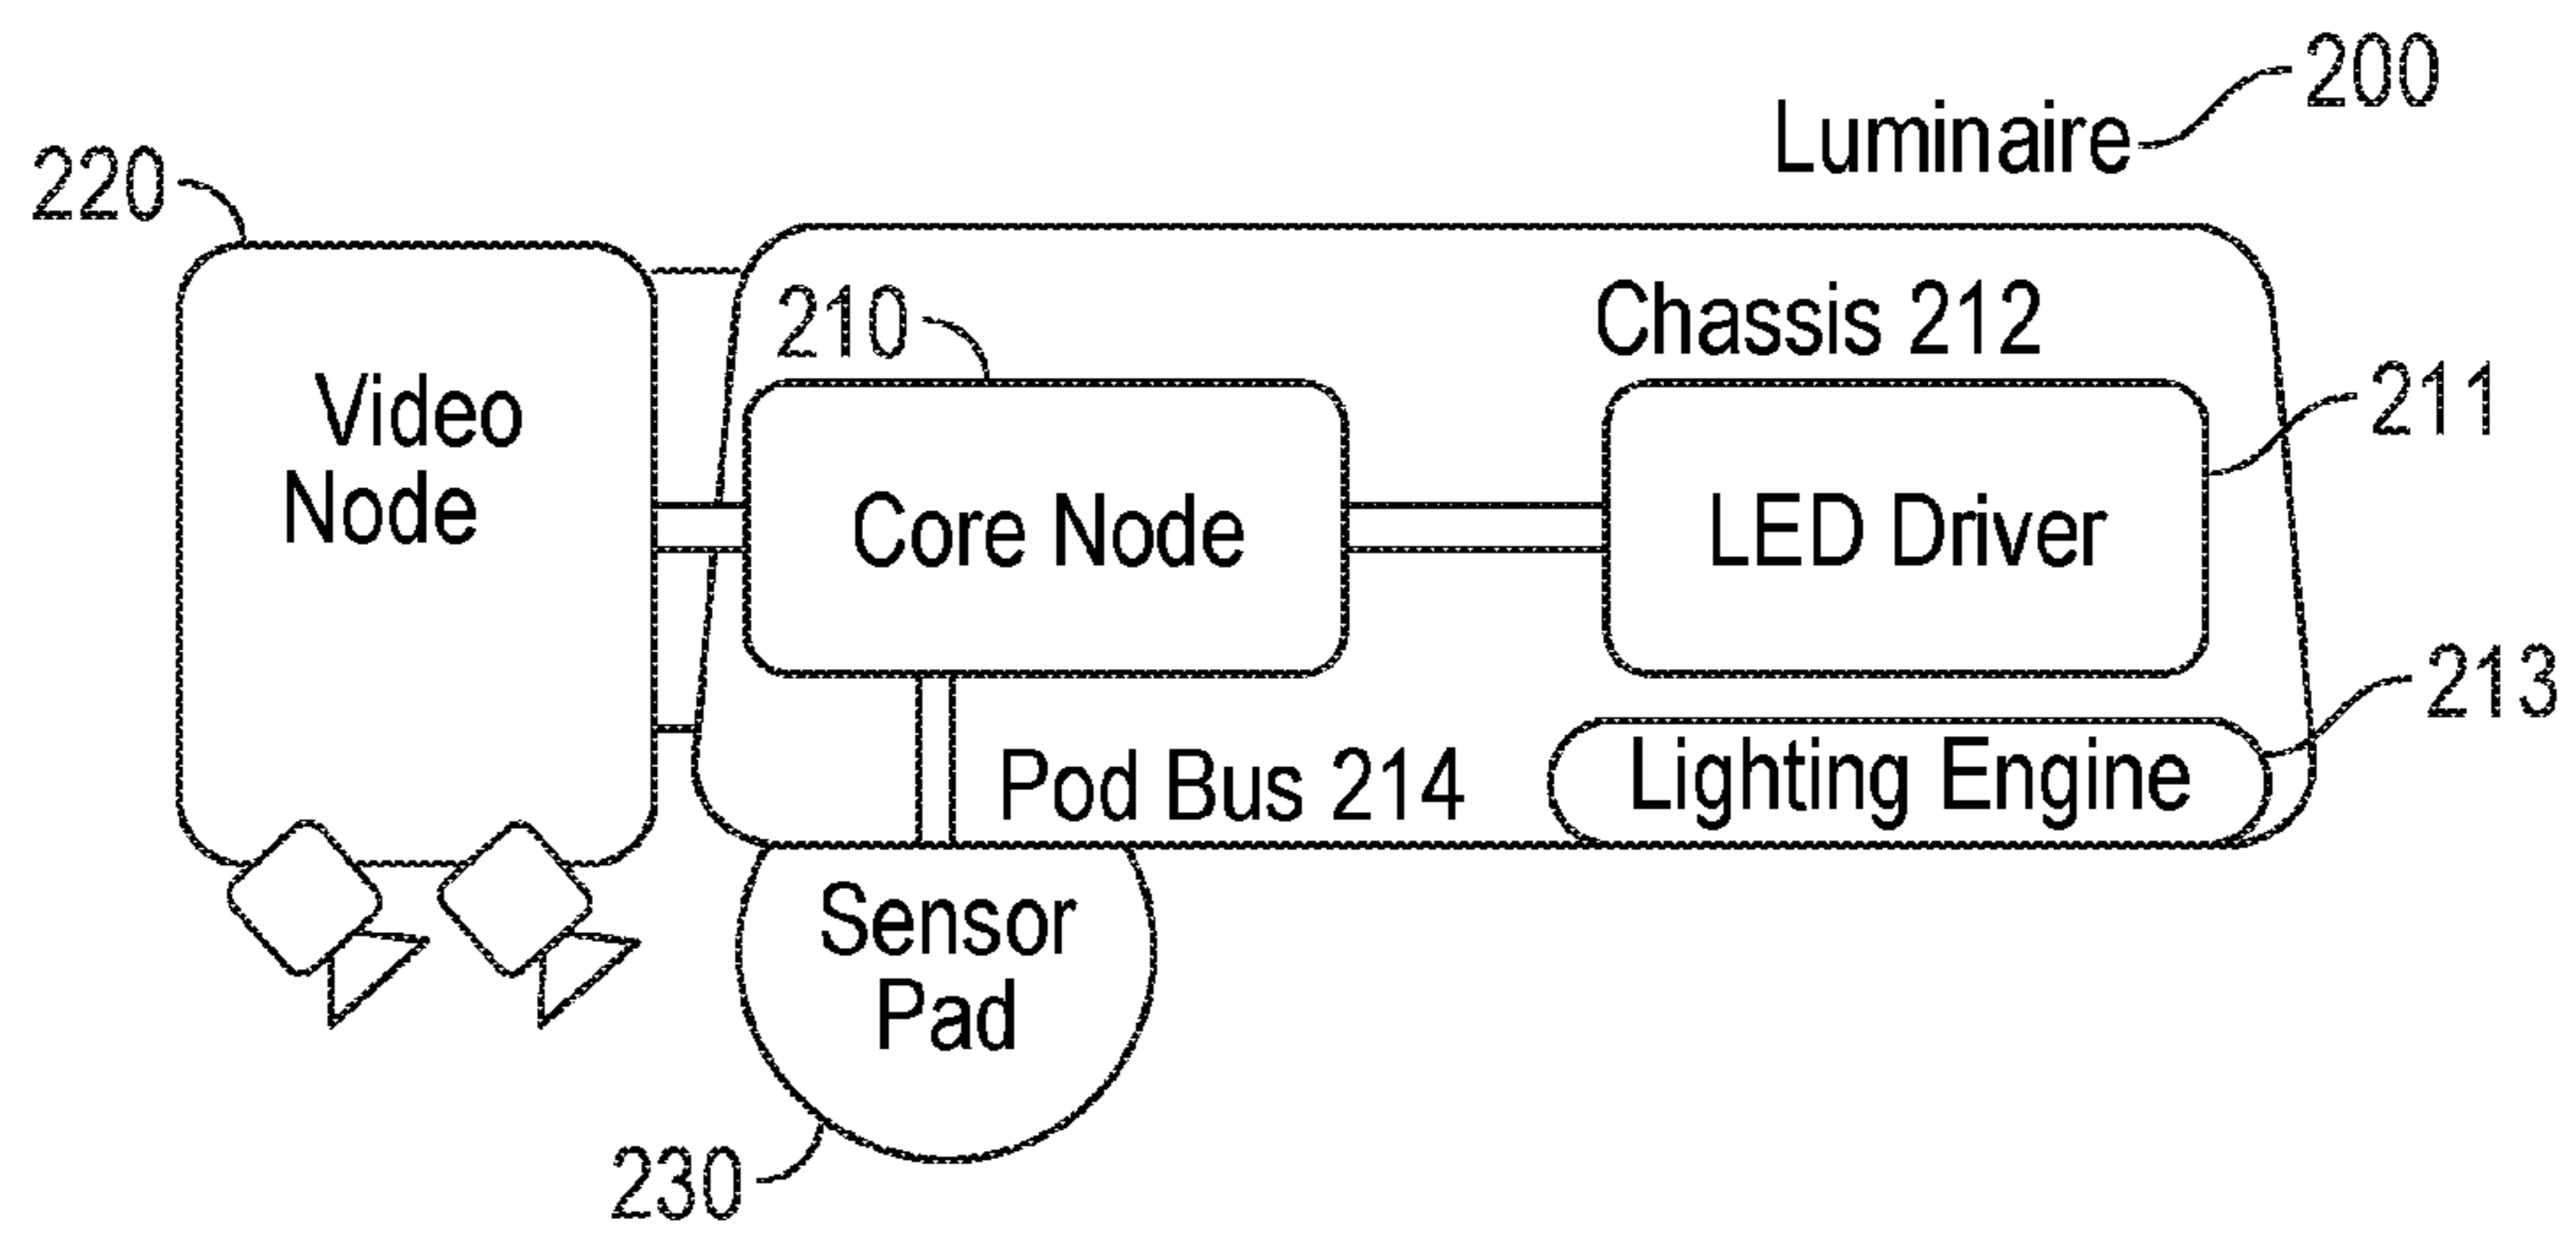 200
Luminaire
220
Chassis 212
210
211
Video
Node
Core Node
LED Driver
213
Pod Bus 214
Lighting Engine
Sensor
Pad
230